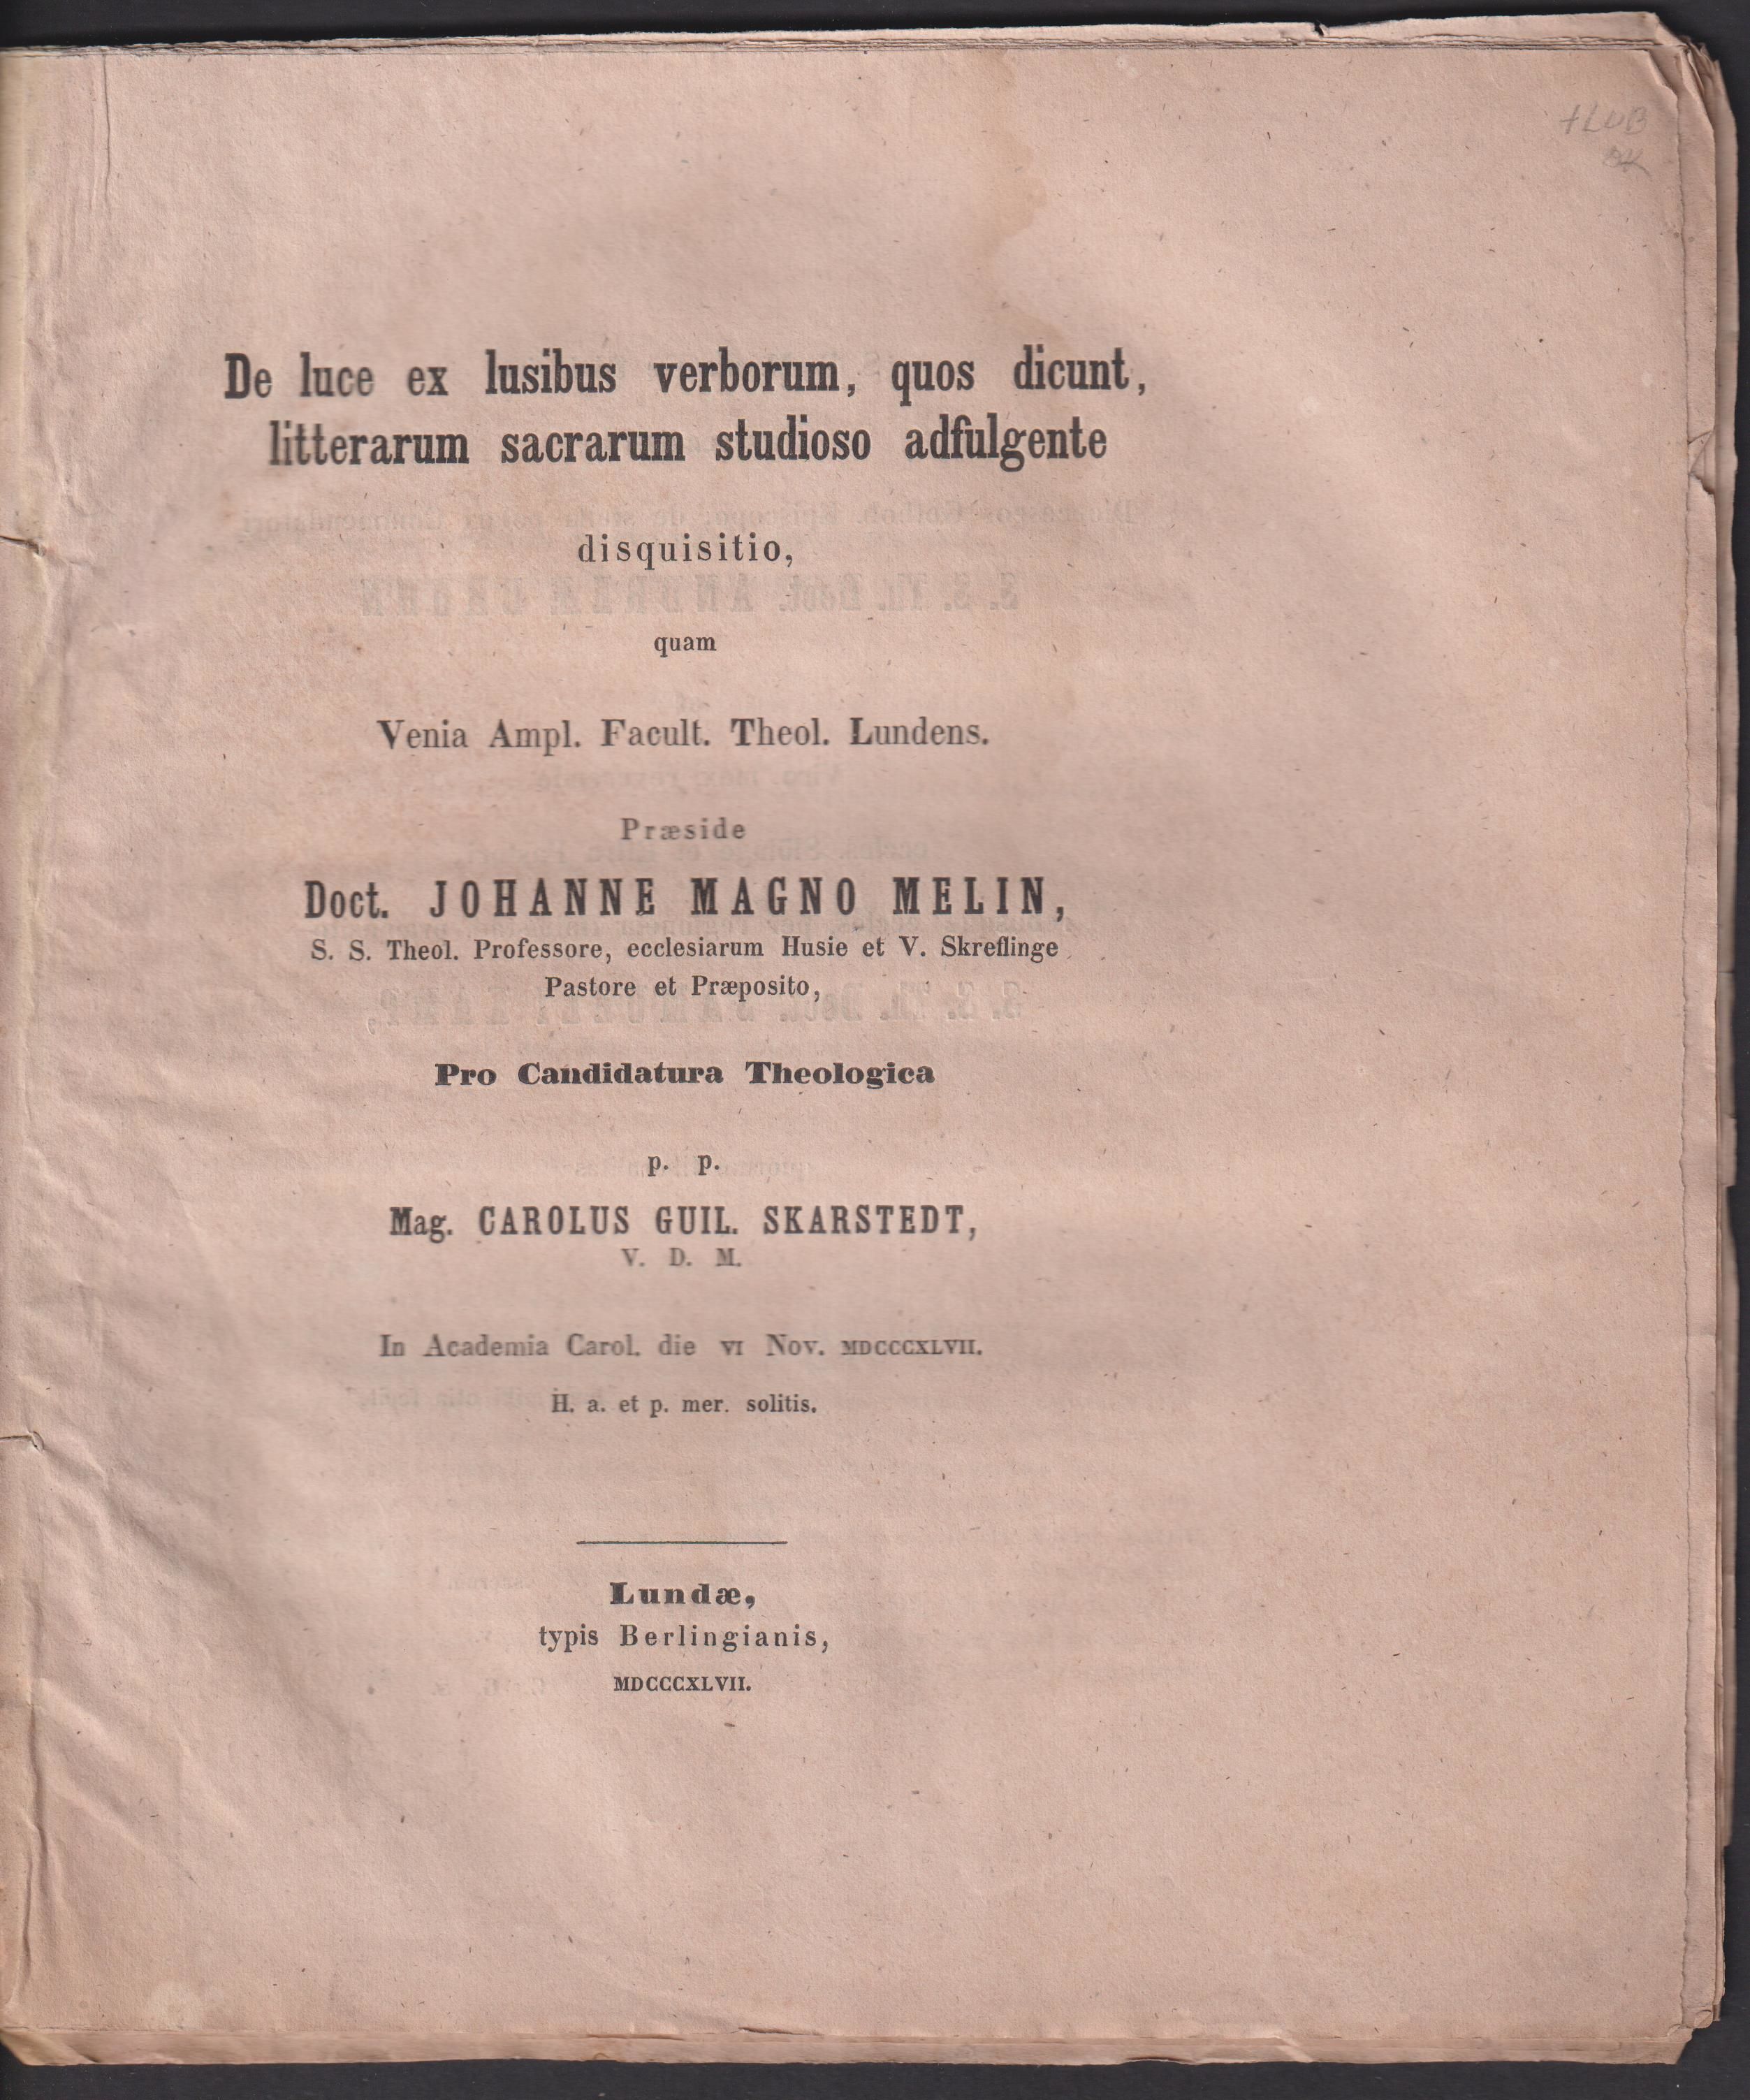 +LUB
De luce ex lusibus verborum, quos dicunt,
litterarum sacrarum studioso adfulgente
disquisitio,
quam
Venia Ampl. Facult. Theol. Lundens.
Præside
Doct. JOHANNE MAGNO MELIN,
S. S. Theol. Professore, ecclesiarum Husie et V. Skreflinge
Pastore et Præposito,
Pro Candidatura Theologica
p. p.
Mag. CAROLUS GUIL. SKARSTEDT,
V. D. M.
In Academia Carol. die VI Nov. MDCCCXLVII.
H. a. et p. mer. solitis.
Lundæ,
typis Berlingianis,
MDCCCXLVII.